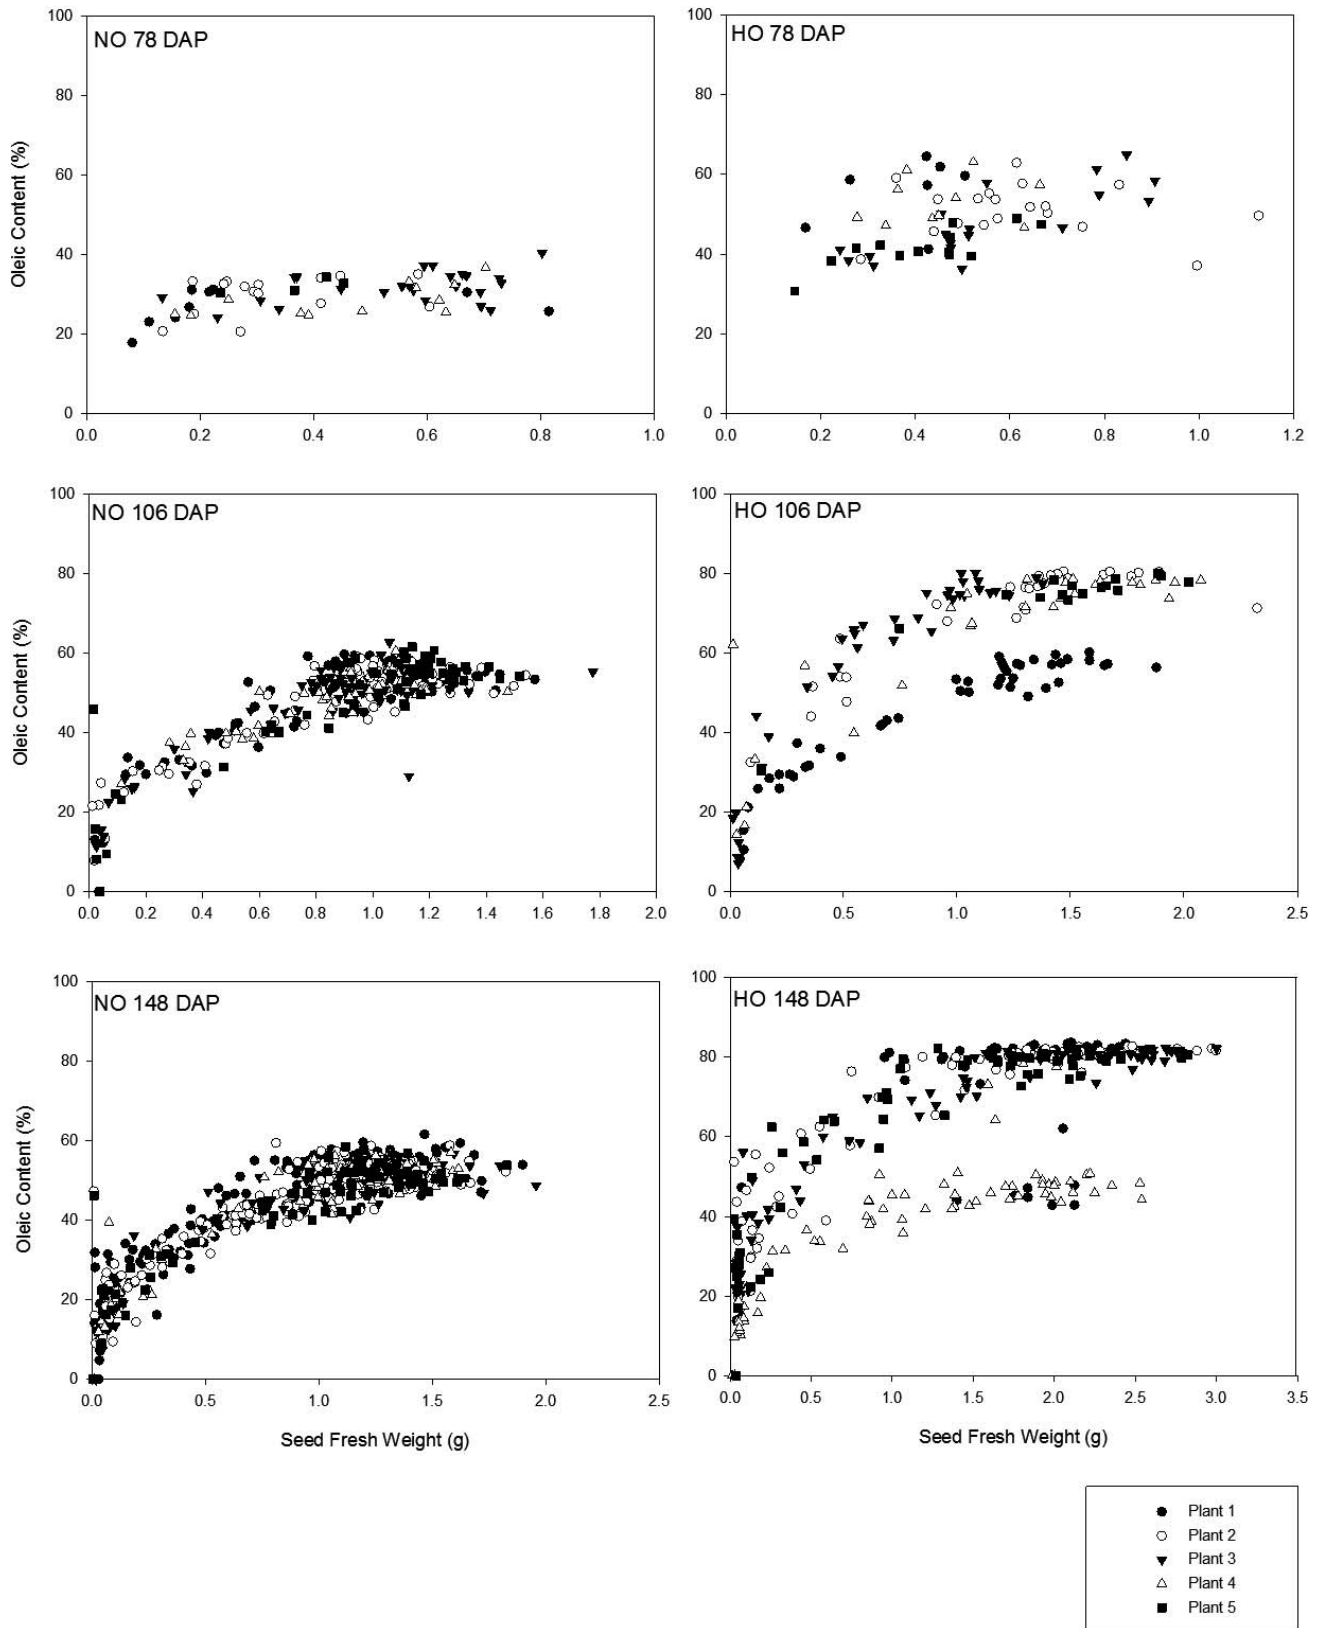 NO 78 DAP
Oleic Content (%)
100
80
60
40
20
0
0.0 0.2 0.4 0.6 0.8 1.0
HO 78 DAP
100
80
60
40
20
0
0.0 0.2 0.4 0.6 0.8 1.0 1.2
NO 106 DAP
Oleic Content (%)
100
80
60
40
20
0
0.0 0.2 0.4 0.6 0.8 1.0 1.2 1.4 1.6 1.8 2.0
HO 106 DAP
100
80
60
40
20
0
0.0 0.5 1.0 1.5 2.0 2.5
NO 148 DAP
Oleic Content (%)
100
80
60
40
20
0
0.0 0.5 1.0 1.5 2.0 2.5
Seed Fresh Weight (g)
HO 148 DAP
100
80
60
40
20
0
0.0 0.5 1.0 1.5 2.0 2.5 3.0 3.5
Seed Fresh Weight (g)
Plant 1
Plant 2
Plant 3
Plant 4
Plant 5